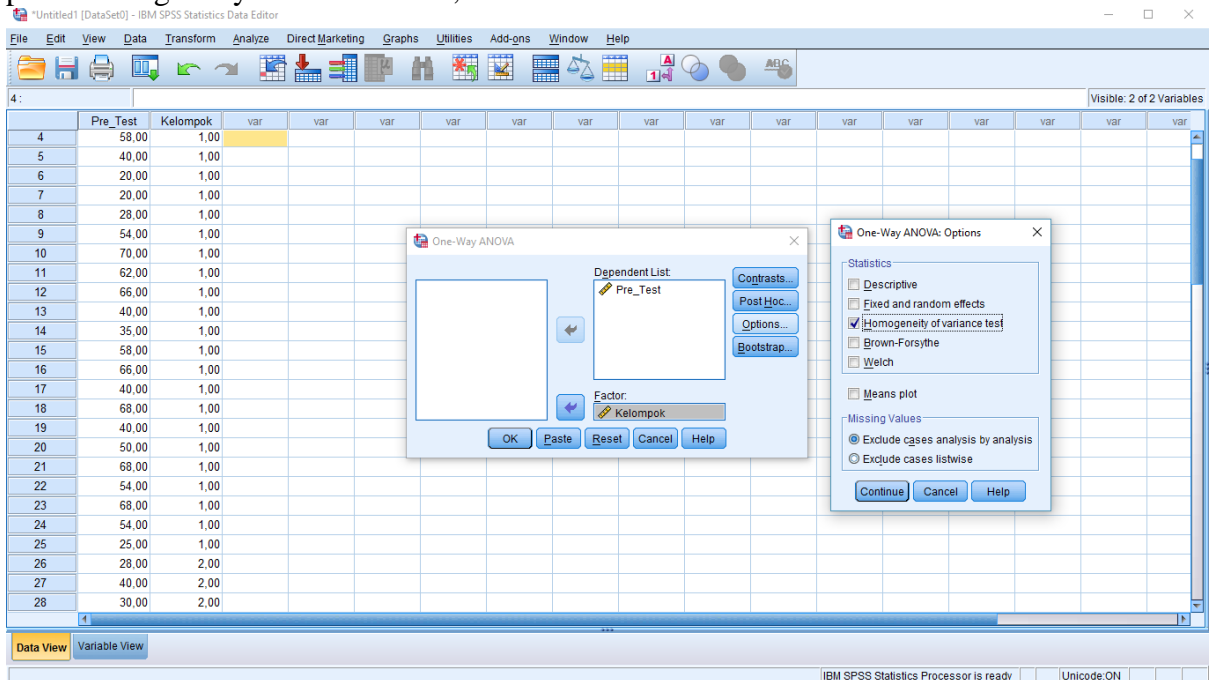 *Untitled1 [DataSet0] - IBM SPSS Statistics Data Editor
File Edit View Data Transform Analyze Direct Marketing Graphs Utilities Add-ons Window Help
4 :
Visible: 2 of 2 Variables
Pre_Test Kelompok var var var var var var var var var var var var var var
4 58,00 1,00
5 40,00 1,00
6 20,00 1,00
7 20,00 1,00
8 28,00 1,00
9 54,00 1,00
10 70,00 1,00
11 62,00 1,00
12 66,00 1,00
13 40,00 1,00
14 35,00 1,00
15 58,00 1,00
16 66,00 1,00
17 40,00 1,00
18 68,00 1,00
19 40,00 1,00
20 50,00 1,00
21 68,00 1,00
22 54,00 1,00
23 68,00 1,00
24 54,00 1,00
25 25,00 1,00
26 28,00 2,00
27 40,00 2,00
28 30,00 2,00
One-Way ANOVA
Dependent List:
Pre_Test
Contrasts...
Post Hoc...
Options...
Bootstrap...
Factor:
Kelompok
OK Paste Reset Cancel Help
One-Way ANOVA: Options
Statistics
Descriptive
Fixed and random effects
Homogeneity of variance test
Brown-Forsythe
Welch
Means plot
Missing Values
Exclude cases analysis by analysis
Exclude cases listwise
Continue Cancel Help
Data View Variable View
IBM SPSS Statistics Processor is ready Unicode:ON